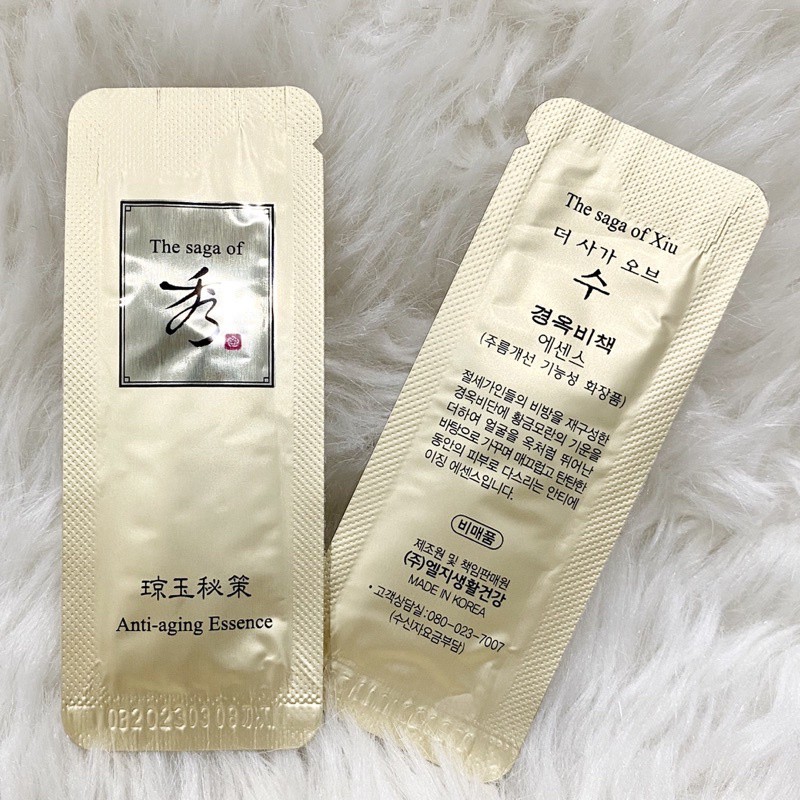 The saga of
秀
琼玉秘策
Anti-aging Essence
The saga of Xiu
더 사가 오브
수
경옥비책
에센스
(주름개선 기능성 화장품)
절세가인들의 비방을 재구성한
경옥비단에 황금모란의 기운을
더하여 얼굴을 옥처럼 뛰어난
바탕으로 가꾸며 매끄럽고 탄탄한
동안의 피부로 다스리는 안티에
이징 에센스입니다.
비매품
제조원 및 책임판매원
(주)엘지생활건강
MADE IN KOREA
• 고객상담실:080-023-7007
(수신자요금부담)